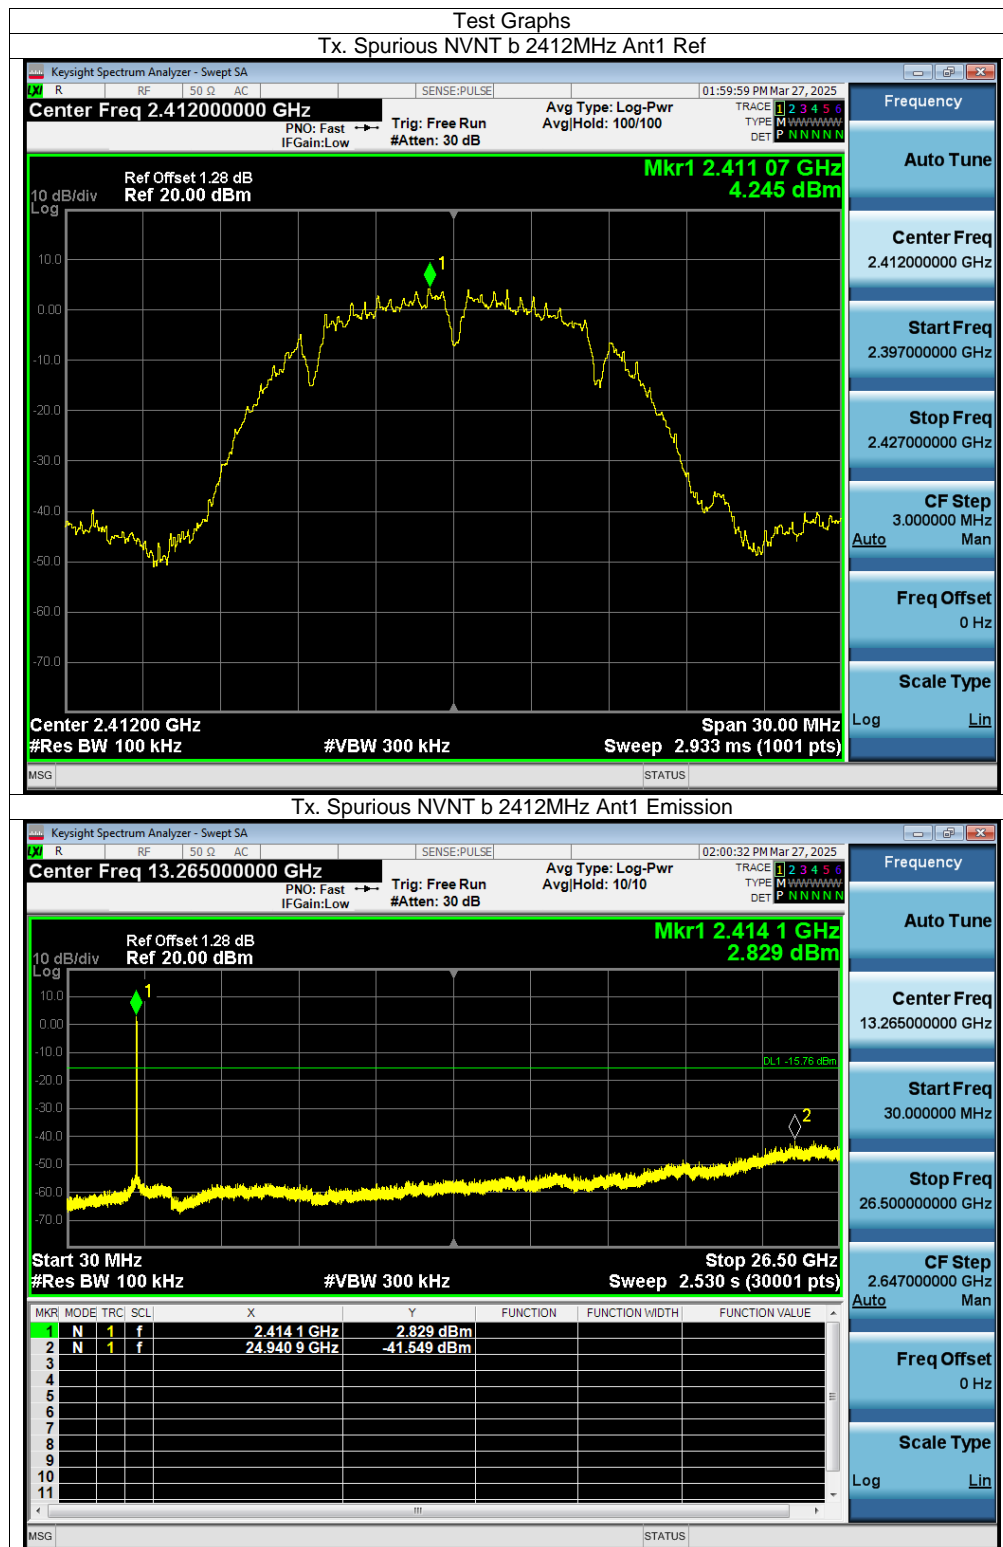 Test Graphs
Tx. Spurious NVNT b 2412MHz Ant1 Ref
Keysight Spectrum Analyzer - Swept SA
LXI R RF 50 Ω AC SENSE:PULSE 01:59:59 PM Mar 27, 2025
Center Freq 2.412000000 GHz
PNO: Fast
IFGain:Low
Trig: Free Run
#Atten: 30 dB
Avg Type: Log-Pwr
Avg|Hold: 100/100
TRACE 1 2 3 4 5 6
TYPE M WWWWW
DET P N N N N N
Mkr1 2.411 07 GHz
4.245 dBm
Ref Offset 1.28 dB
10 dB/div Ref 20.00 dBm
Log
1
10.0
0.00
-10.0
-20.0
-30.0
-40.0
-50.0
-60.0
-70.0
Center 2.41200 GHz Span 30.00 MHz
#Res BW 100 kHz #VBW 300 kHz Sweep 2.933 ms (1001 pts)
MSG STATUS
Frequency
Auto Tune
Center Freq
2.412000000 GHz
Start Freq
2.397000000 GHz
Stop Freq
2.427000000 GHz
CF Step
3.000000 MHz
Auto Man
Freq Offset
0 Hz
Scale Type
Log Lin
Tx. Spurious NVNT b 2412MHz Ant1 Emission
Keysight Spectrum Analyzer - Swept SA
LXI R RF 50 Ω AC SENSE:PULSE 02:00:32 PM Mar 27, 2025
Center Freq 13.265000000 GHz
PNO: Fast
IFGain:Low
Trig: Free Run
#Atten: 30 dB
Avg Type: Log-Pwr
Avg|Hold: 10/10
TRACE 1 2 3 4 5 6
TYPE M WWWWW
DET P N N N N N
Mkr1 2.414 1 GHz
2.829 dBm
Ref Offset 1.28 dB
10 dB/div Ref 20.00 dBm
Log
1
10.0
0.00
-10.0
DL1 -15.76 dBm
-20.0
-30.0
2
-40.0
-50.0
-60.0
-70.0
Start 30 MHz Stop 26.50 GHz
#Res BW 100 kHz #VBW 300 kHz Sweep 2.530 s (30001 pts)
MKR MODE TRC SCL X Y FUNCTION FUNCTION WIDTH FUNCTION VALUE
1 N 1 f 2.414 1 GHz 2.829 dBm
2 N 1 f 24.940 9 GHz -41.549 dBm
3
4
5
6
7
8
9
10
11
MSG STATUS
Frequency
Auto Tune
Center Freq
13.265000000 GHz
Start Freq
30.000000 MHz
Stop Freq
26.500000000 GHz
CF Step
2.647000000 GHz
Auto Man
Freq Offset
0 Hz
Scale Type
Log Lin